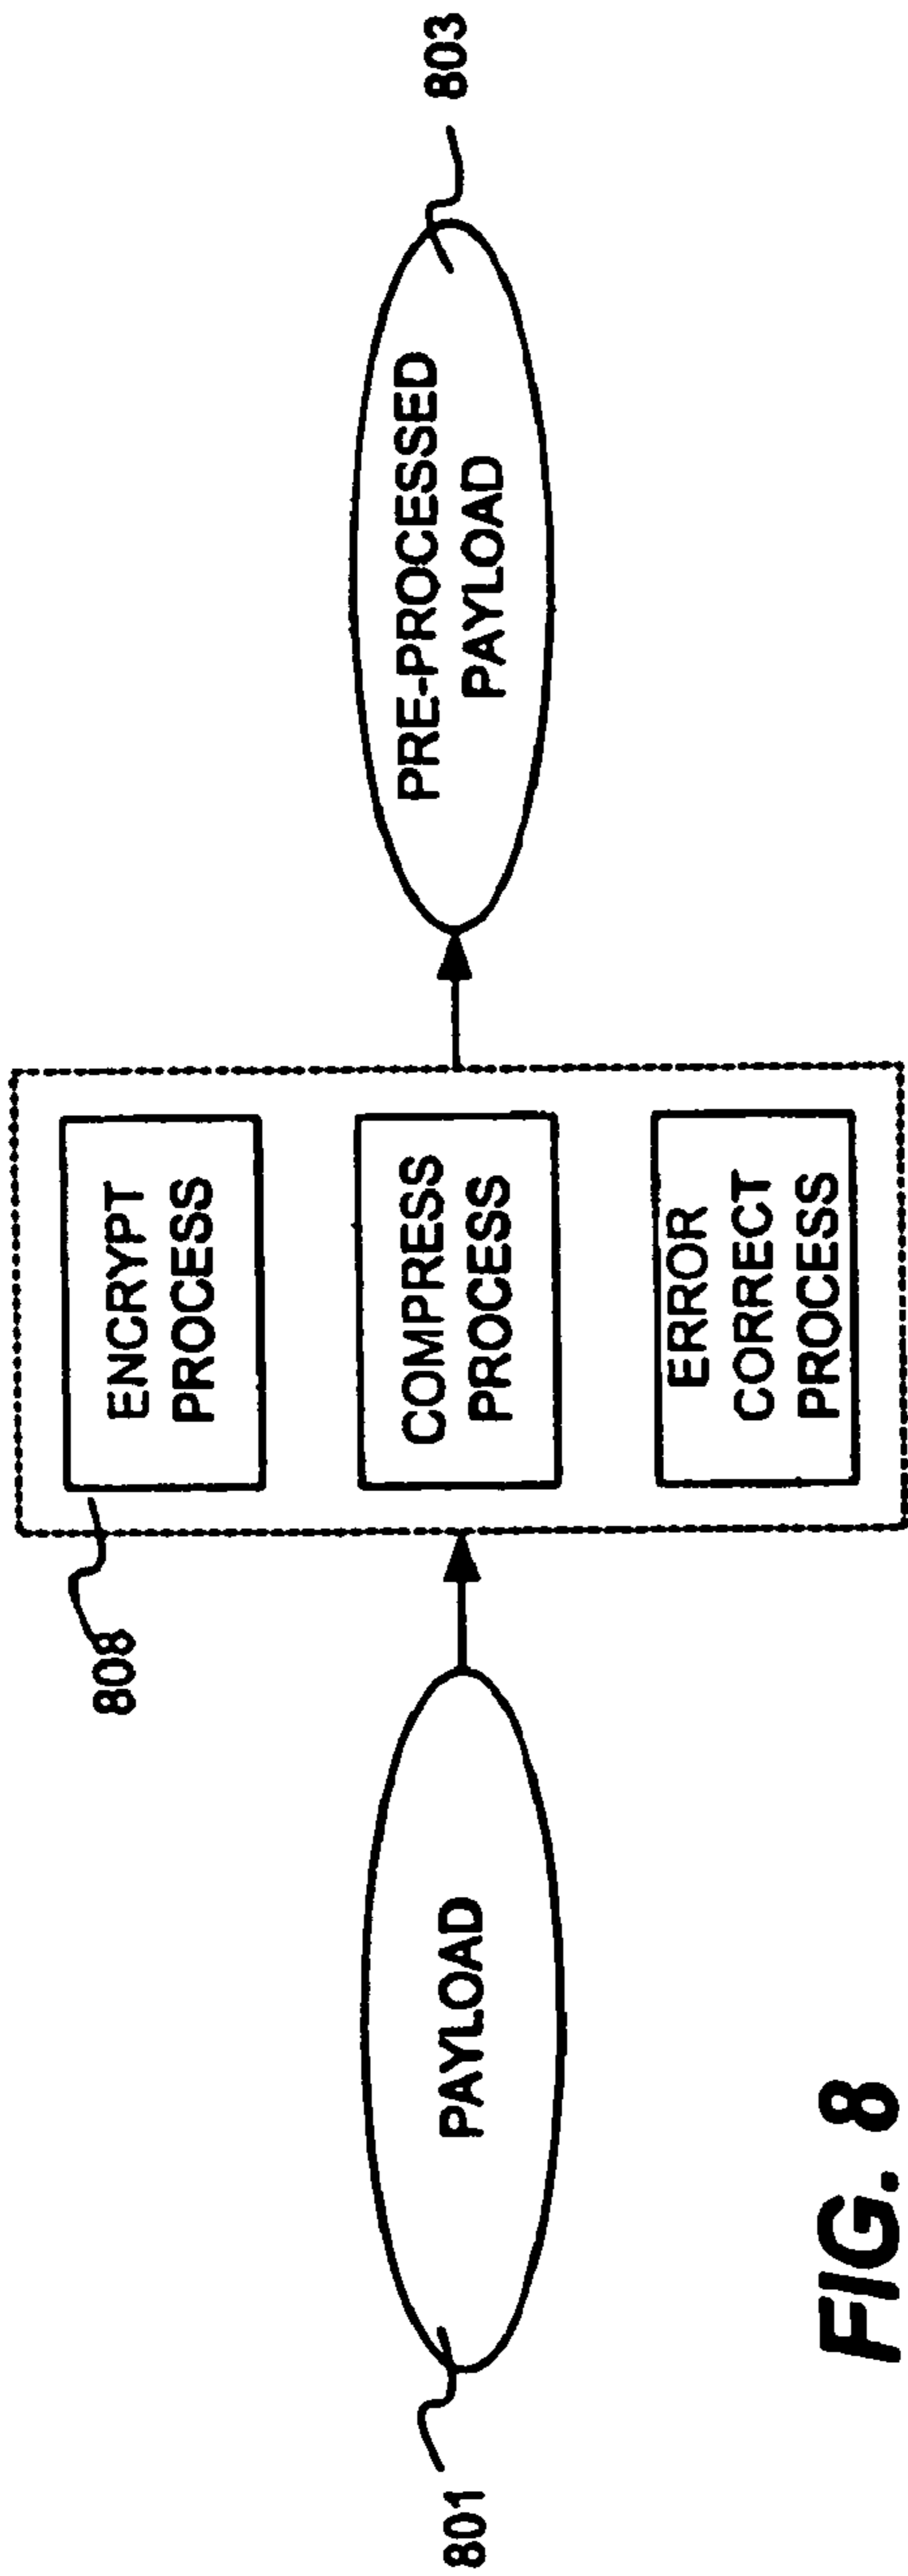 801
PAYLOAD
808
ENCRYPT
PROCESS
COMPRESS
PROCESS
ERROR
CORRECT
PROCESS
PRE-PROCESSED
PAYLOAD
803
FIG. 8